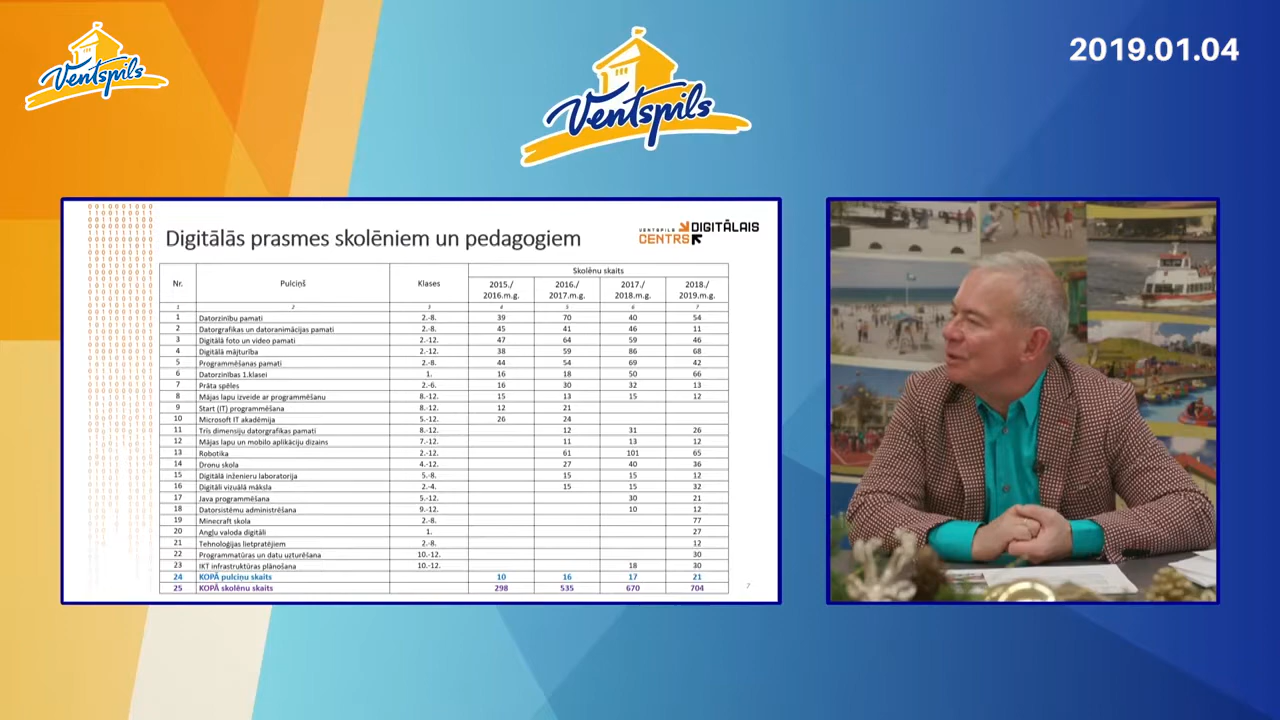 Ventspils
Ventspils
2019.01.04
Digitālās prasmes skolēniem un pedagogiem
VENTSPILS DIGITĀLAIS
CENTRS
Nr. Pulciņš Klases Skolēnu skaits
2015./ 2016./ 2017./ 2018./
2016.m.g. 2017.m.g. 2018.m.g. 2019.m.g.
1 2 3 4 5 6 7
1 Datorzinību pamati 2.-8. 39 70 40 54
2 Datorgrafikas un datoranimācijas pamati 2.-8. 45 41 46 11
3 Digitālā foto un video pamati 2.-12. 47 64 59 46
4 Digitālā mājturība 2.-12. 38 59 86 68
5 Programmēšanas pamati 2.-8. 44 54 69 42
6 Datorzinības 1.klasei 1. 16 18 50 66
7 Prāta spēles 2.-6. 16 30 32 13
8 Mājas lapu izveide ar programmēšanu 8.-12. 15 13 15 12
9 Start (IT) programmēšana 8.-12. 12 21
10 Microsoft IT akadēmija 5.-12. 26 24
11 Trīs dimensiju datorgrafikas pamati 8.-12. 12 31 26
12 Mājas lapu un mobilo aplikāciju dizains 7.-12. 11 13 12
13 Robotika 2.-12. 61 101 65
14 Dronu skola 4.-12. 27 40 36
15 Digitālā inženieru laboratorija 5.-8. 15 15 12
16 Digitāli vizuālā māksla 2.-4. 15 15 32
17 Java programmēšana 5.-12. 30 21
18 Datorsistēmu administrēšana 9.-12. 10 12
19 Minecraft skola 2.-8. 77
20 Angļu valoda digitāli 1. 27
21 Tehnoloģijas lietpratējiem 2.-8. 12
22 Programmatūras un datu uzturēšana 10.-12. 30
23 IKT infrastruktūras plānošana 10.-12. 18 30
24 KOPĀ pulciņu skaits 10 16 17 21
25 KOPĀ skolēnu skaits 298 535 670 704
7